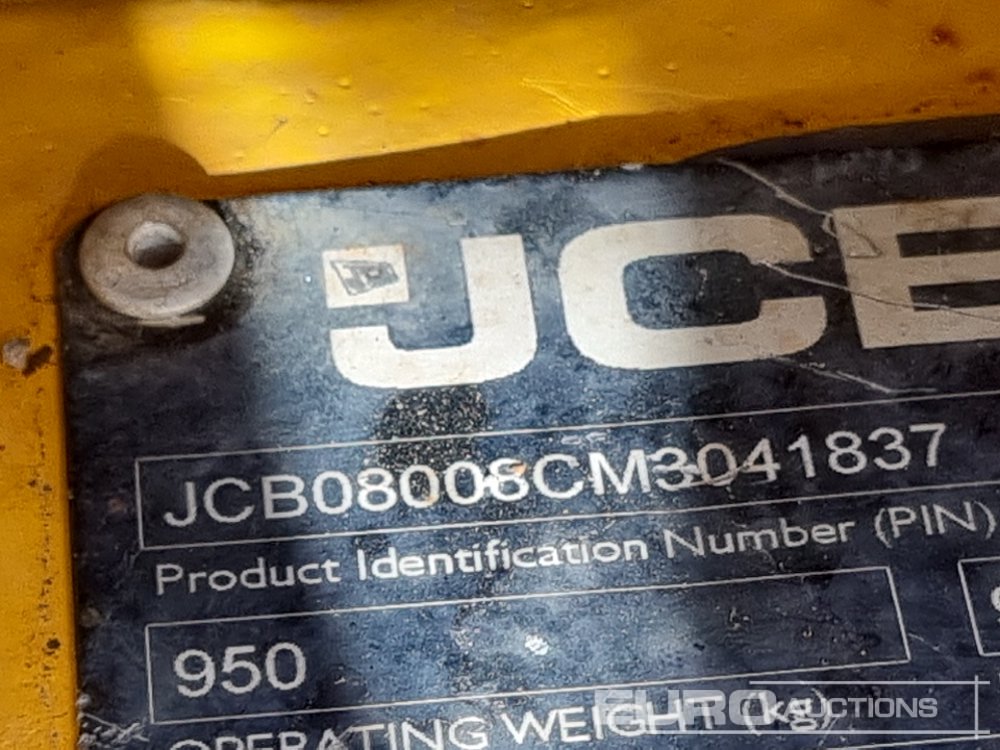 JCB
JCB08008CM3041837
Product Identification Number (PIN)
950
OPERATING WEIGHT (kg)
EURO AUCTIONS